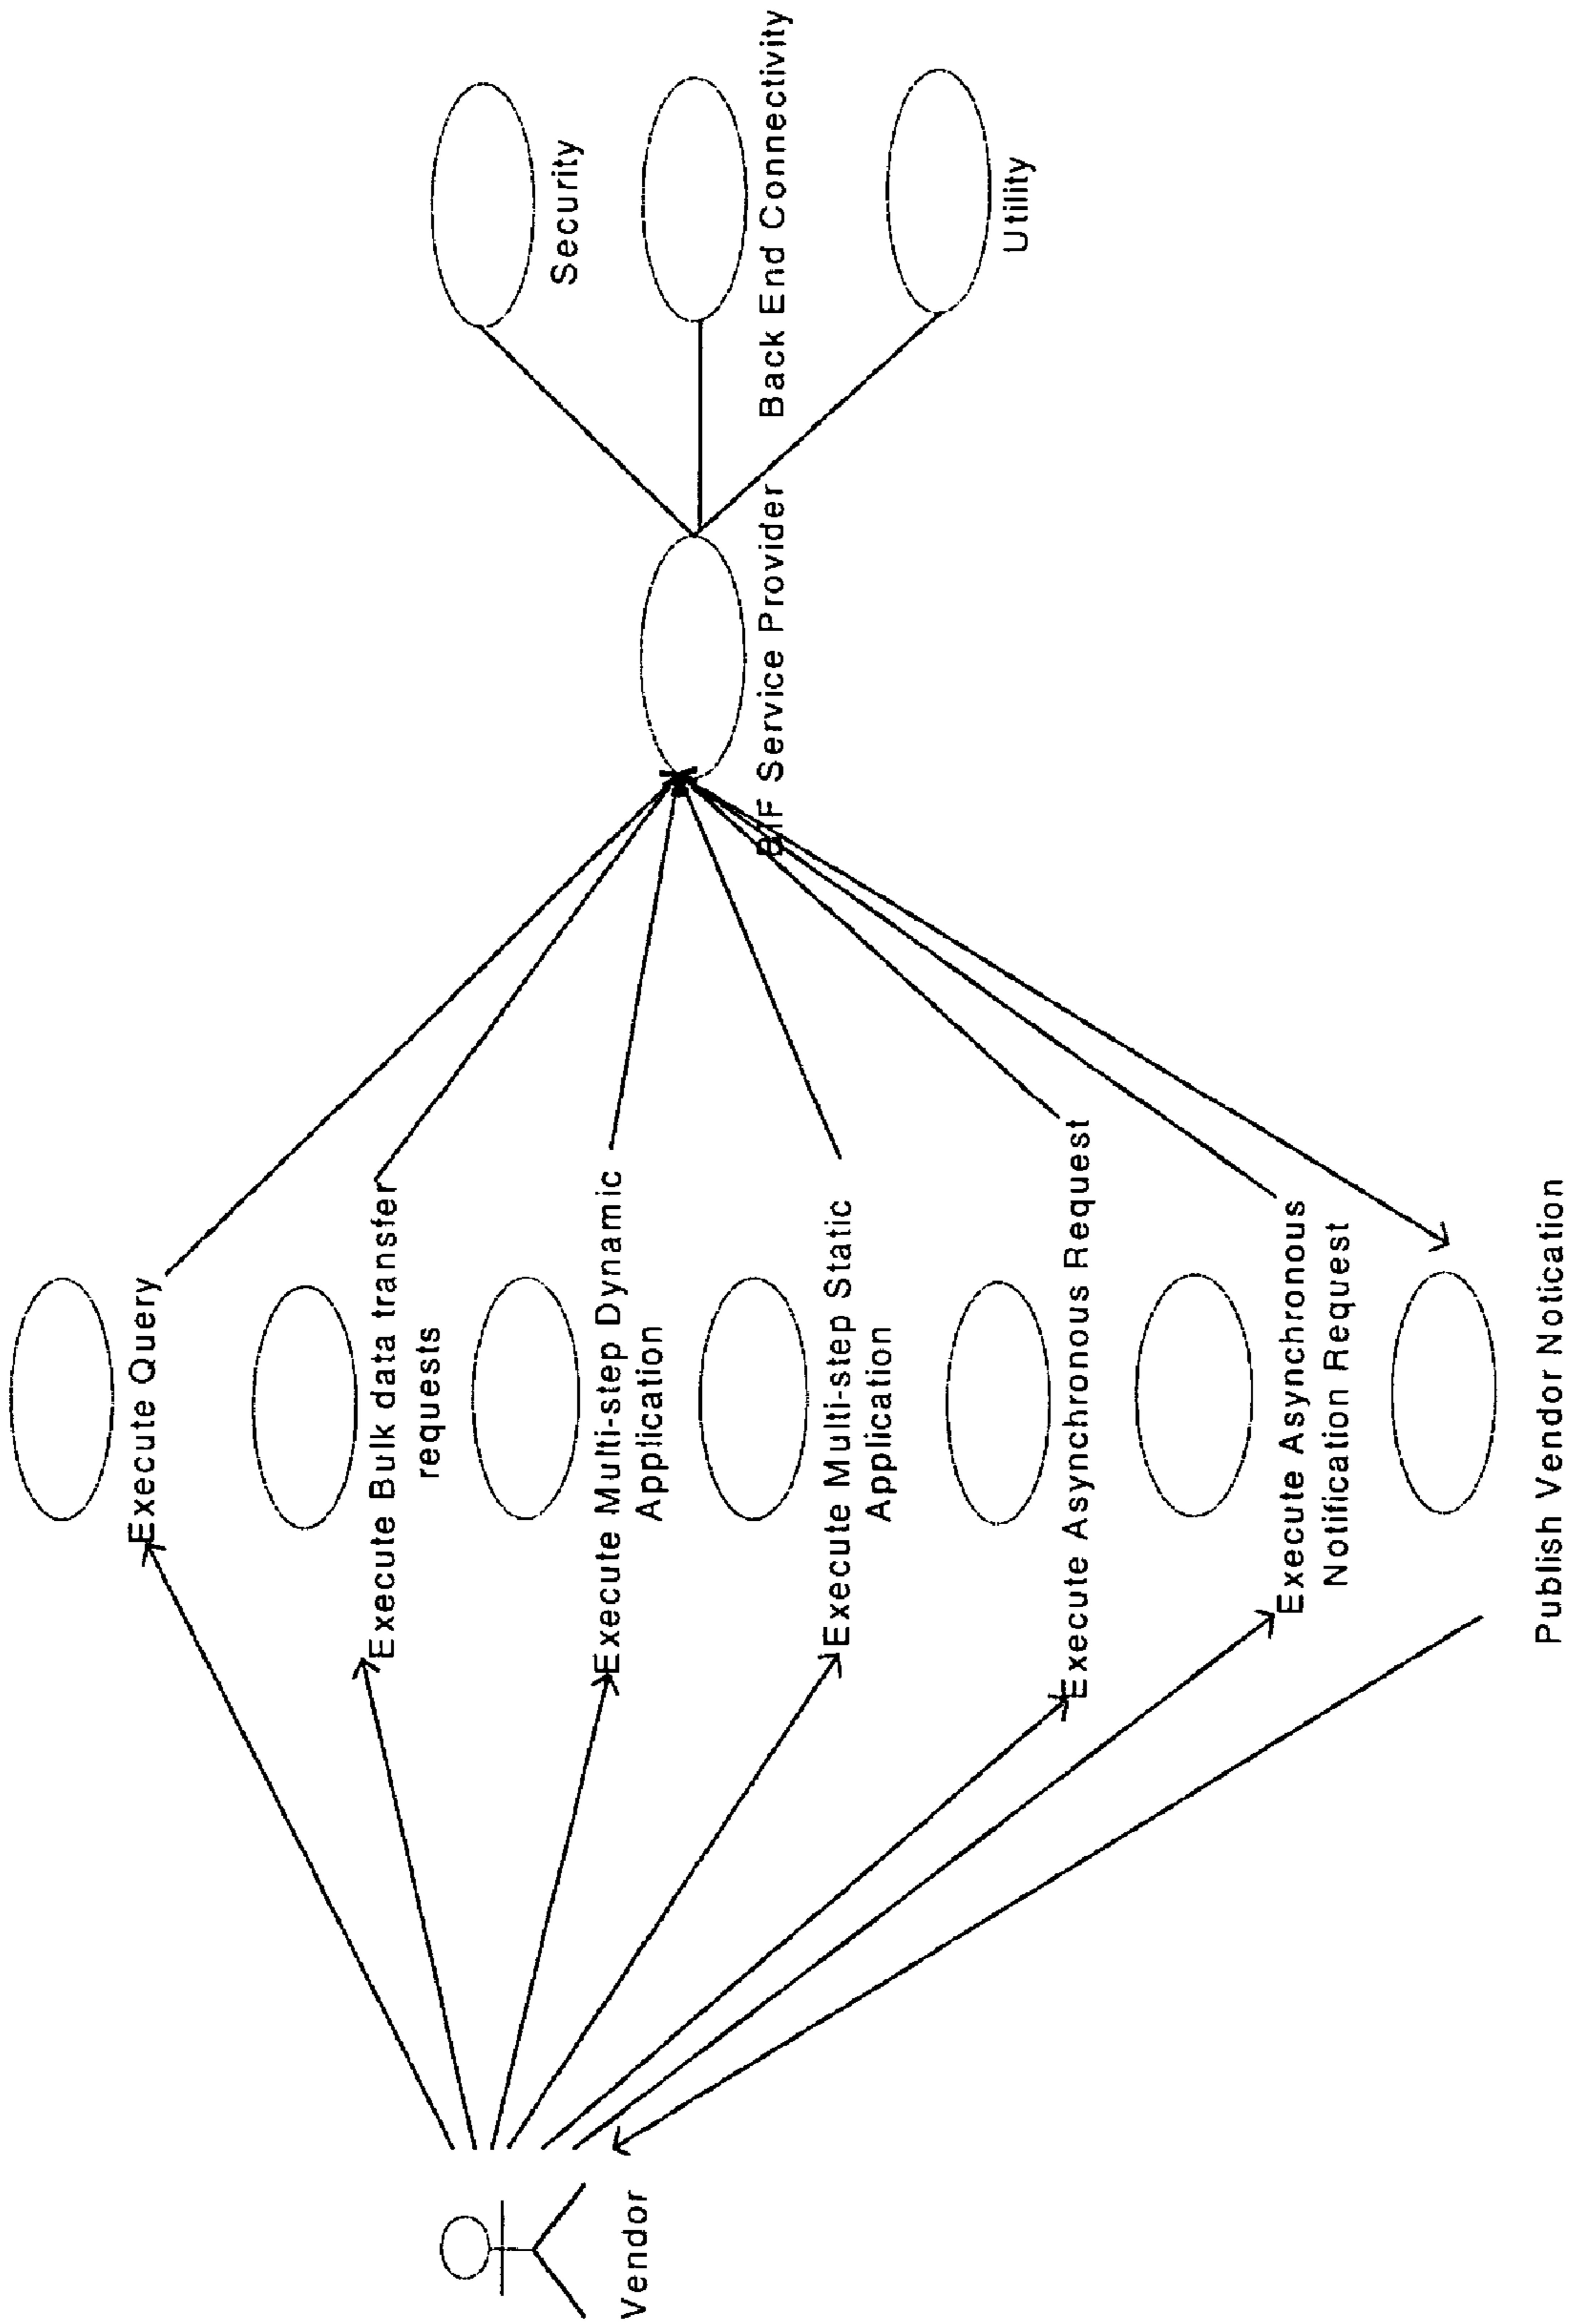 Vendor
Execute Query
Execute Bulk data transfer
requests
Execute Multi-step Dynamic
Application
Execute Multi-step Static
Application
Execute Asynchronous Request
Execute Asynchronous
Notification Request
Publish Vendor Notication
BIF Service Provider
Security
Back End Connectivity
Utility